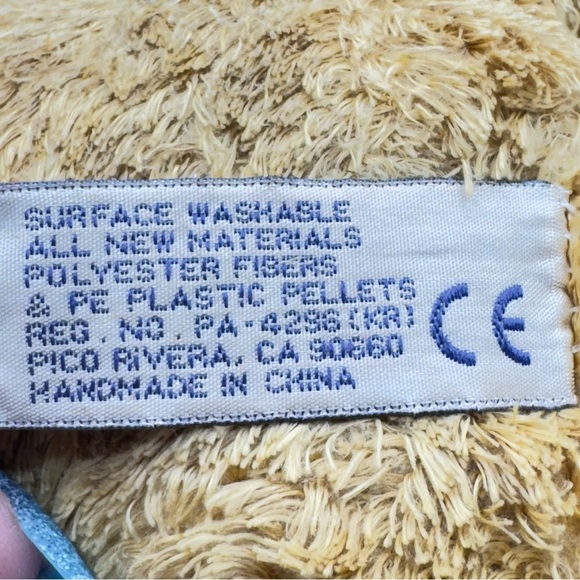 SURFACE WASHABLE
ALL NEW MATERIALS
POLYESTER FIBERS
& PE PLASTIC PELLETS
REG. NO. PA-4296(KR)
PICO RIVERA, CA 90660
HANDMADE IN CHINA
CE